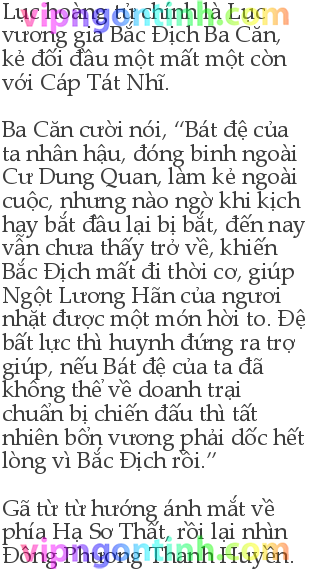 Lục hoàng tử chính là Lục
vương gia Bắc Địch Ba Căn,
kẻ đối đầu một mất một còn
với Cáp Tát Nhĩ.
Ba Căn cười nói, “Bát đệ của
ta nhân hậu, đóng binh ngoài
Cư Dung Quan, làm kẻ ngoài
cuộc, nhưng nào ngờ khi kịch
hay bắt đầu lại bị bắt, đến nay
vẫn chưa thấy trở về, khiến
Bắc Địch mất đi thời cơ, giúp
Ngột Lương Hãn của ngươi
nhặt được một món hời to. Đệ
bất lực thì huynh đứng ra trợ
giúp, nếu Bát đệ của ta đã
không thể về doanh trại
chuẩn bị chiến đấu thì tất
nhiên bổn vương phải dốc hết
lòng vì Bắc Địch rồi.”
Gã từ từ hướng ánh mắt về
phía Hạ Sơ Thất, rồi lại nhìn
Đông Phương Thanh Huyền.
vipngontinh.com
vipngontinh.com